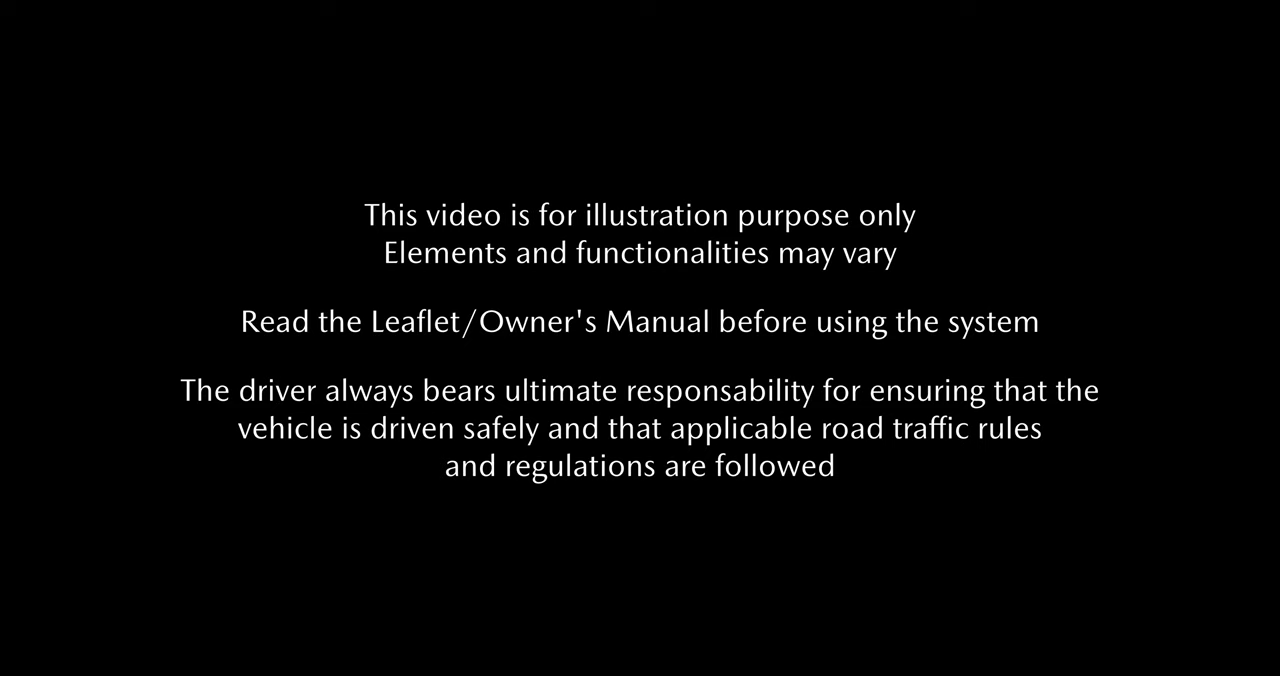 This video is for illustration purpose only
Elements and functionalities may vary
Read the Leaflet/Owner's Manual before using the system
The driver always bears ultimate responsability for ensuring that the
vehicle is driven safely and that applicable road traffic rules
and regulations are followed